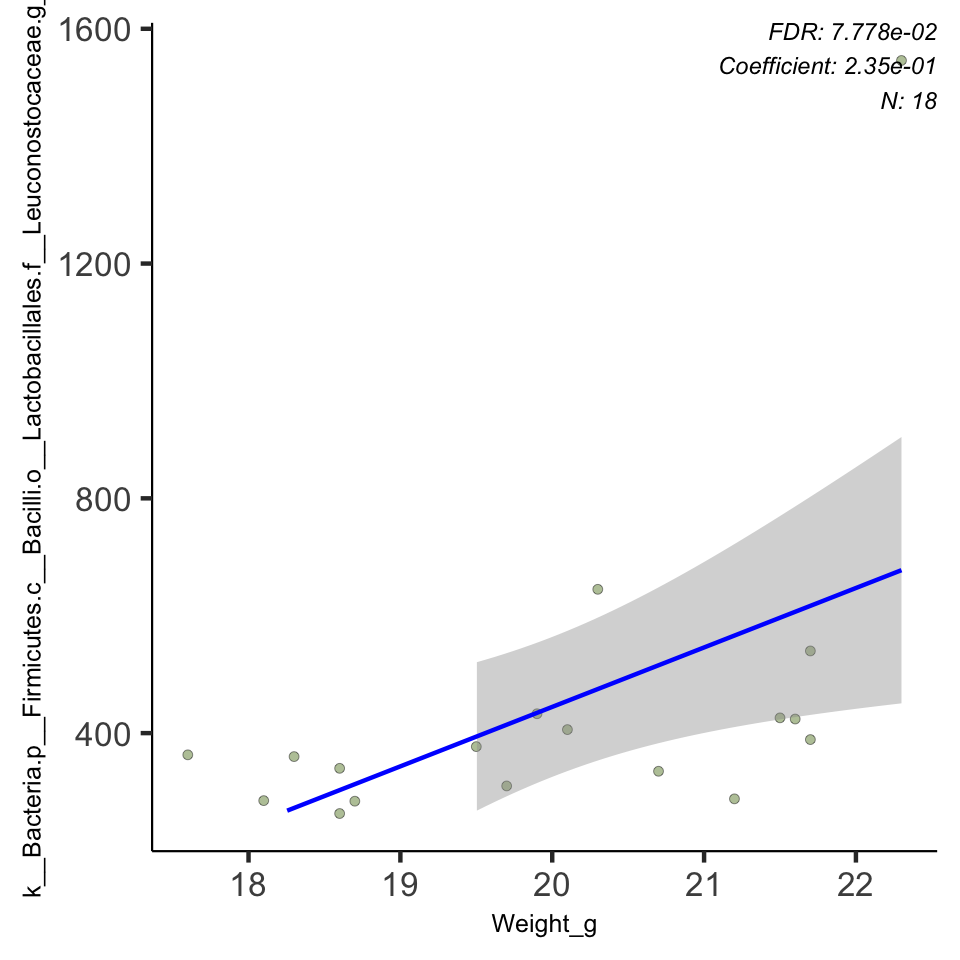 k__Bacteria.p__Firmicutes.c__Bacilli.o__Lactobacillales.f__Leuconostocaceae.g_
1600
1200
800
400
FDR: 7.778e-02
Coefficient: 2.35e-01
N: 18
18 19 20 21 22
Weight_g